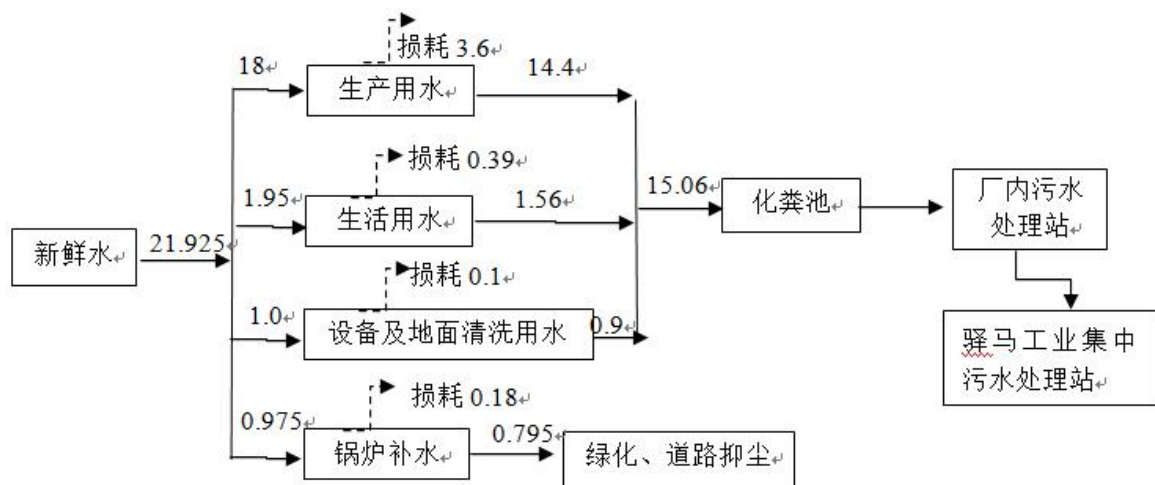 损耗 3.6
18
14.4
生产用水
损耗 0.39
1.95
1.56
生活用水
15.06
化粪池
厂内污水
处理站
新鲜水
21.925
损耗 0.1
1.0
设备及地面清洗用水
0.9
驿马工业集中
污水处理站
损耗 0.18
0.975
0.795
锅炉补水
绿化、道路抑尘